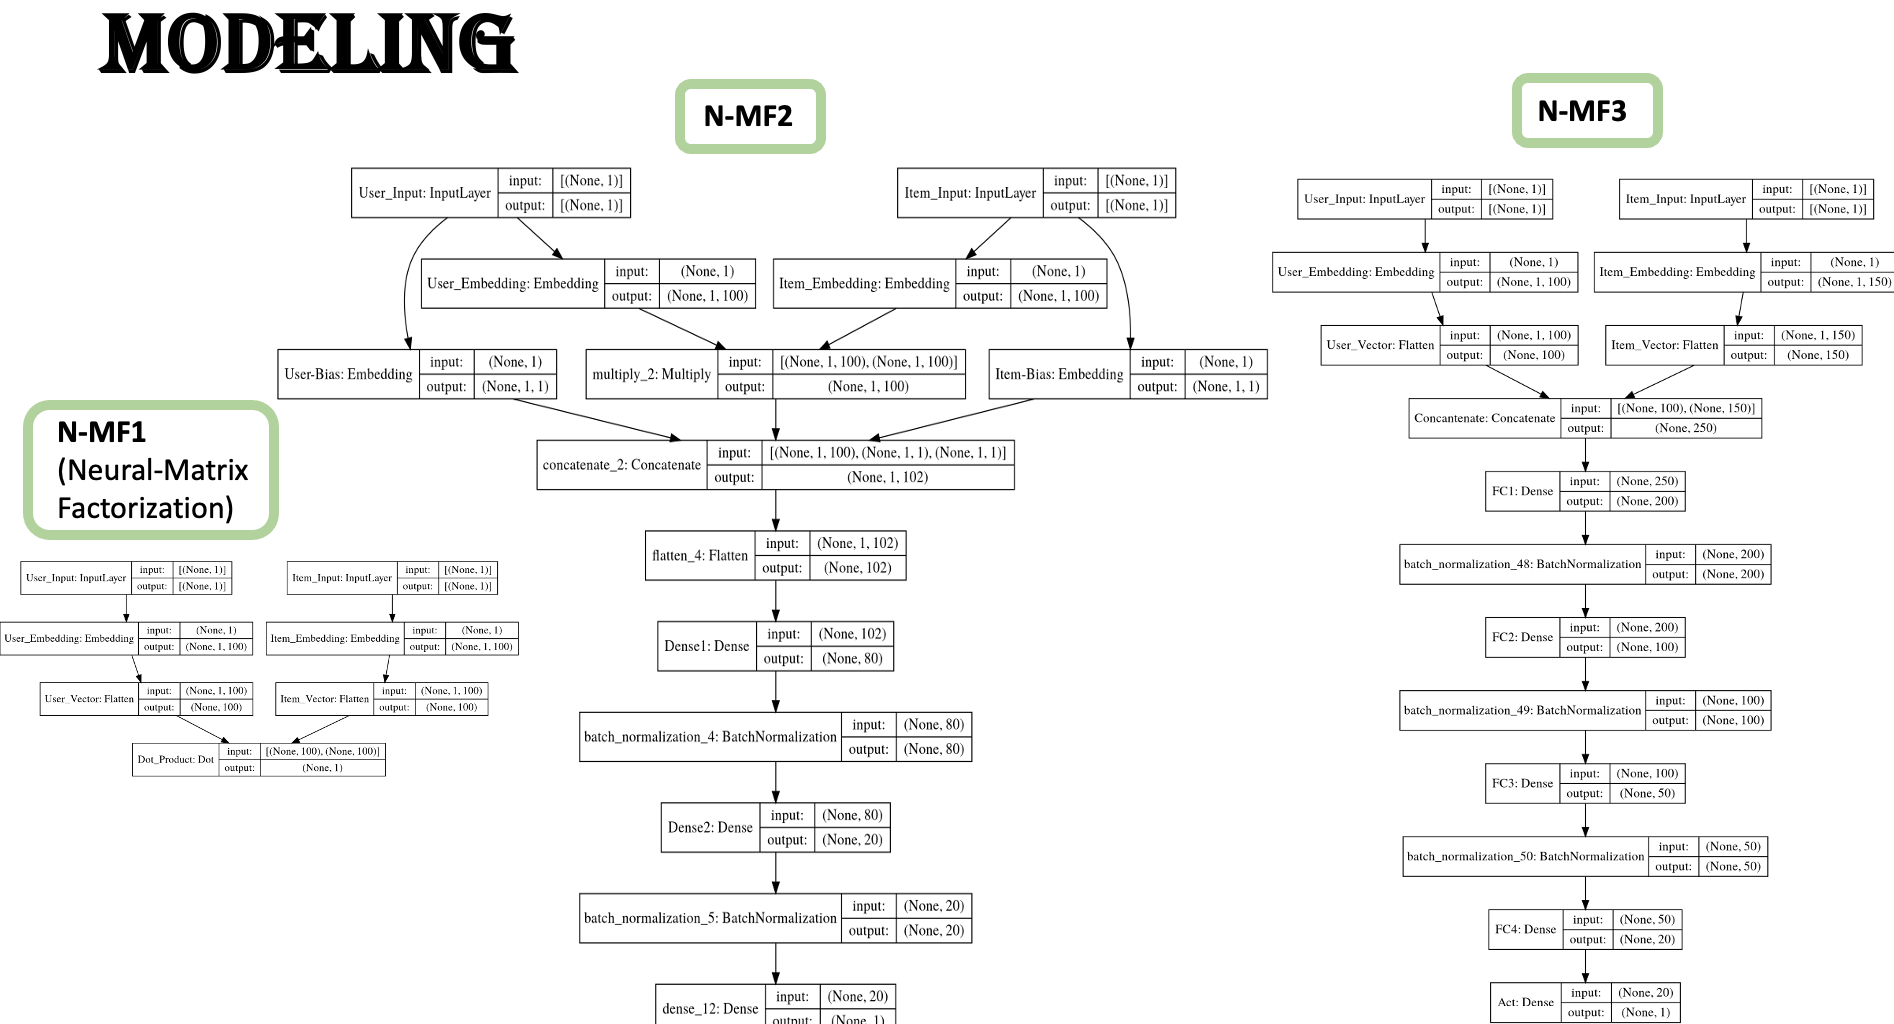 MODELING
N-MF1
(Neural-Matrix
Factorization)
User_Input: InputLayer input: [(None, 1)]
output: [(None, 1)]
Item_Input: InputLayer input: [(None, 1)]
output: [(None, 1)]
User_Embedding: Embedding input: (None, 1)
output: (None, 1, 100)
Item_Embedding: Embedding input: (None, 1)
output: (None, 1, 100)
User_Vector: Flatten input: (None, 1, 100)
output: (None, 100)
Item_Vector: Flatten input: (None, 1, 100)
output: (None, 100)
Dot_Product: Dot input: [(None, 100), (None, 100)]
output: (None, 1)
N-MF2
User_Input: InputLayer input: [(None, 1)]
output: [(None, 1)]
Item_Input: InputLayer input: [(None, 1)]
output: [(None, 1)]
User_Embedding: Embedding input: (None, 1)
output: (None, 1, 100)
Item_Embedding: Embedding input: (None, 1)
output: (None, 1, 100)
User-Bias: Embedding input: (None, 1)
output: (None, 1, 1)
multiply_2: Multiply input: [(None, 1, 100), (None, 1, 100)]
output: (None, 1, 100)
Item-Bias: Embedding input: (None, 1)
output: (None, 1, 1)
concatenate_2: Concatenate input: [(None, 1, 100), (None, 1, 1), (None, 1, 1)]
output: (None, 1, 102)
flatten_4: Flatten input: (None, 1, 102)
output: (None, 102)
Dense1: Dense input: (None, 102)
output: (None, 80)
batch_normalization_4: BatchNormalization input: (None, 80)
output: (None, 80)
Dense2: Dense input: (None, 80)
output: (None, 20)
batch_normalization_5: BatchNormalization input: (None, 20)
output: (None, 20)
dense_12: Dense input: (None, 20)
output: (None, 1)
N-MF3
User_Input: InputLayer input: [(None, 1)]
output: [(None, 1)]
Item_Input: InputLayer input: [(None, 1)]
output: [(None, 1)]
User_Embedding: Embedding input: (None, 1)
output: (None, 1, 100)
Item_Embedding: Embedding input: (None, 1)
output: (None, 1, 150)
User_Vector: Flatten input: (None, 1, 100)
output: (None, 100)
Item_Vector: Flatten input: (None, 1, 150)
output: (None, 150)
Concantenate: Concatenate input: [(None, 100), (None, 150)]
output: (None, 250)
FC1: Dense input: (None, 250)
output: (None, 200)
batch_normalization_48: BatchNormalization input: (None, 200)
output: (None, 200)
FC2: Dense input: (None, 200)
output: (None, 100)
batch_normalization_49: BatchNormalization input: (None, 100)
output: (None, 100)
FC3: Dense input: (None, 100)
output: (None, 50)
batch_normalization_50: BatchNormalization input: (None, 50)
output: (None, 50)
FC4: Dense input: (None, 50)
output: (None, 20)
Act: Dense input: (None, 20)
output: (None, 1)